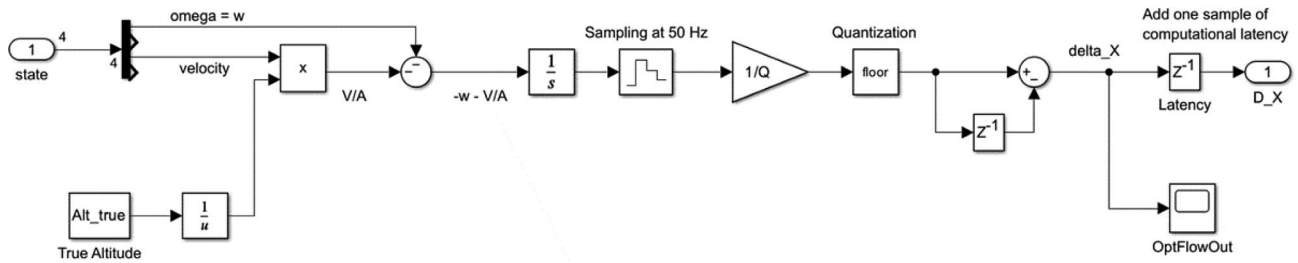 omega = w
4
1
state
4
velocity
x
V/A
-w - V/A
1
s
Sampling at 50 Hz
1/Q
Quantization
floor
Z-1
delta_X
Add one sample of
computational latency
Z-1
Latency
1
D_X
Alt_true
True Altitude
1
u
OptFlowOut